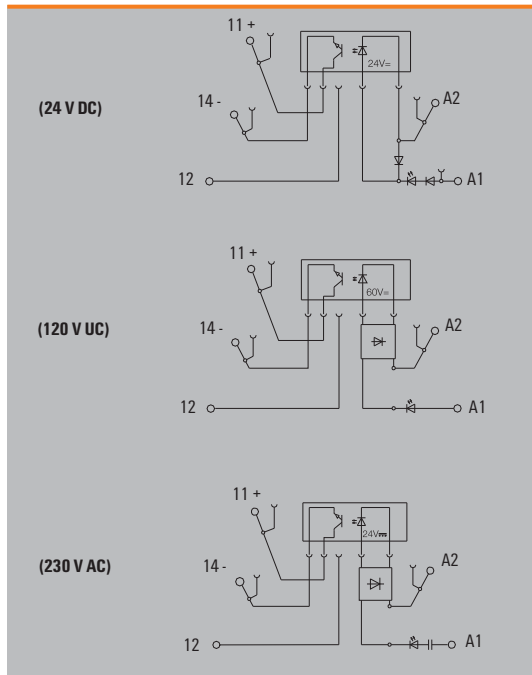 11 +
24V=
14 -
(24 V DC)
A2
12
A1
11 +
60V=
14 -
(120 V UC)
A2
12
A1
11 +
24V⎓
14 -
(230 V AC)
A2
12
A1